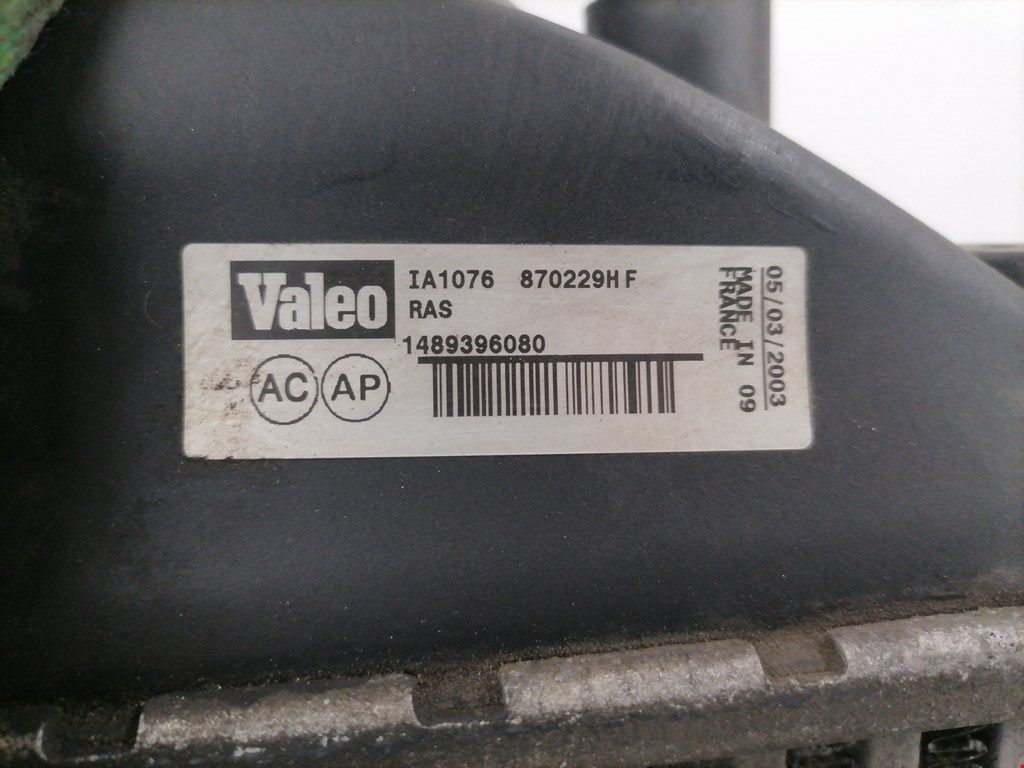 Valeo
IA1076 870229H F
RAS
1489396080
AC AP
05/03/2003
MADE IN 09
FRANCE